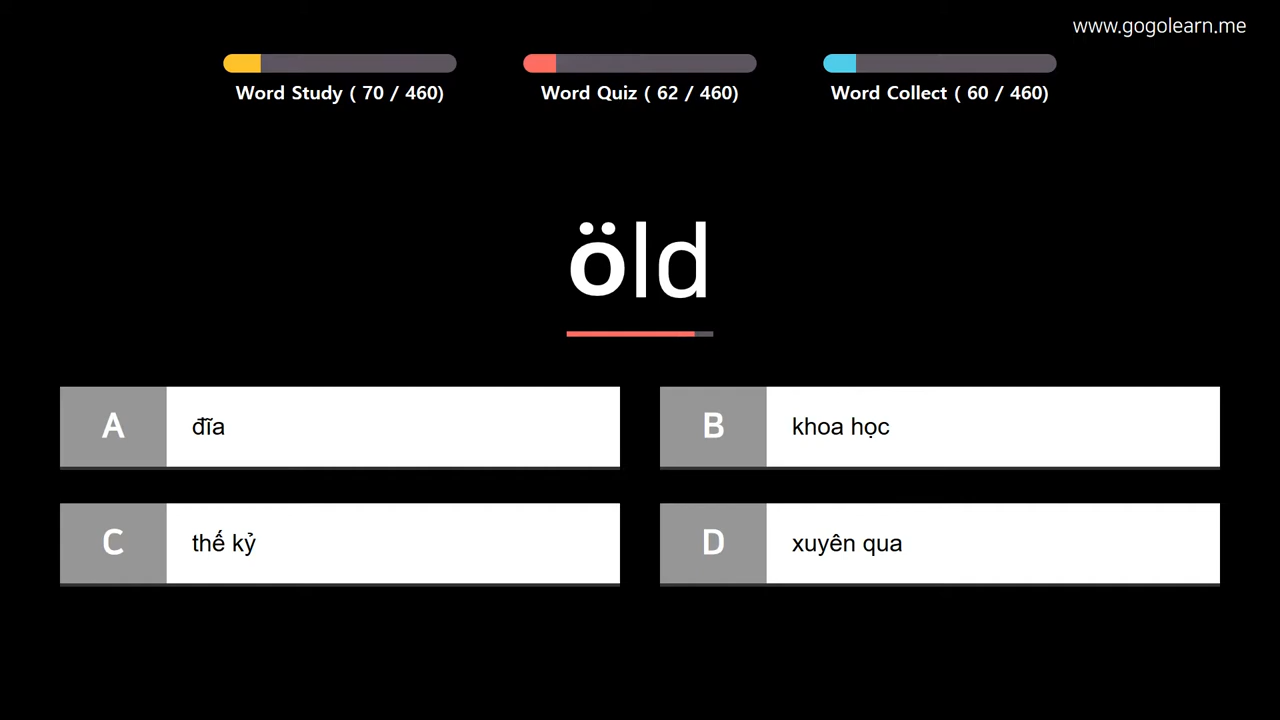 www.gogolearn.me
Word Study ( 70 / 460)
Word Quiz ( 62 / 460)
Word Collect ( 60 / 460)
öld
A đĩa
B khoa học
C thế kỷ
D xuyên qua